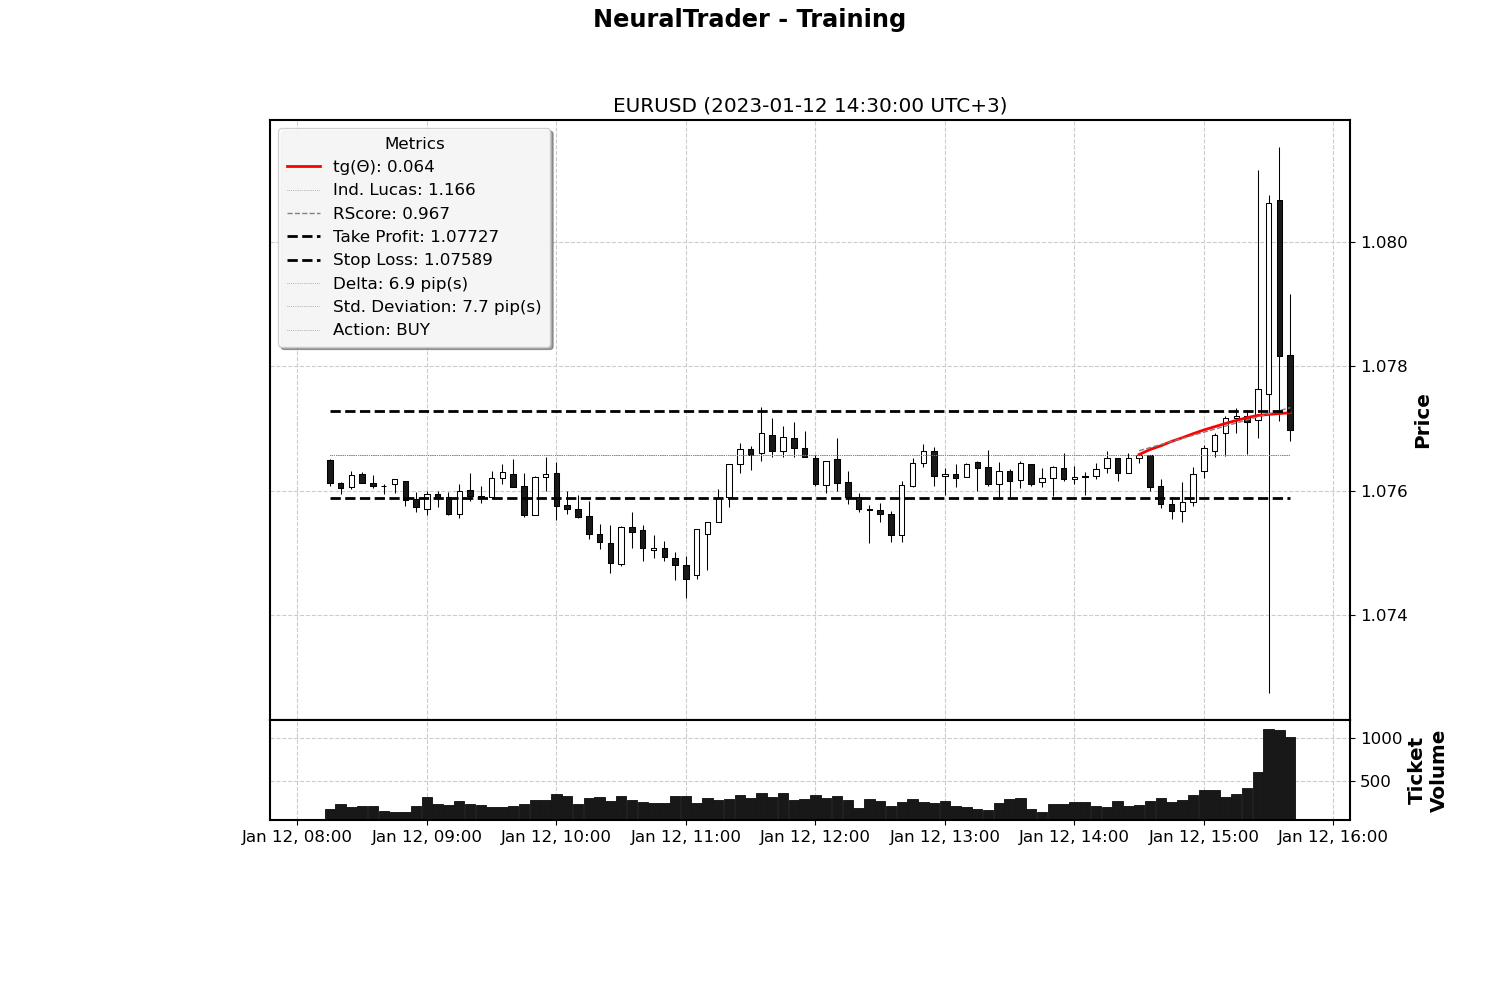 NeuralTrader - Training
EURUSD (2023-01-12 14:30:00 UTC+3)
Metrics
tg(Θ): 0.064
Ind. Lucas: 1.166
RScore: 0.967
Take Profit: 1.07727
Stop Loss: 1.07589
Delta: 6.9 pip(s)
Std. Deviation: 7.7 pip(s)
Action: BUY
1.080
1.078
1.076
1.074
Price
1000
500
Ticket
Volume
Jan 12, 08:00
Jan 12, 09:00
Jan 12, 10:00
Jan 12, 11:00
Jan 12, 12:00
Jan 12, 13:00
Jan 12, 14:00
Jan 12, 15:00
Jan 12, 16:00